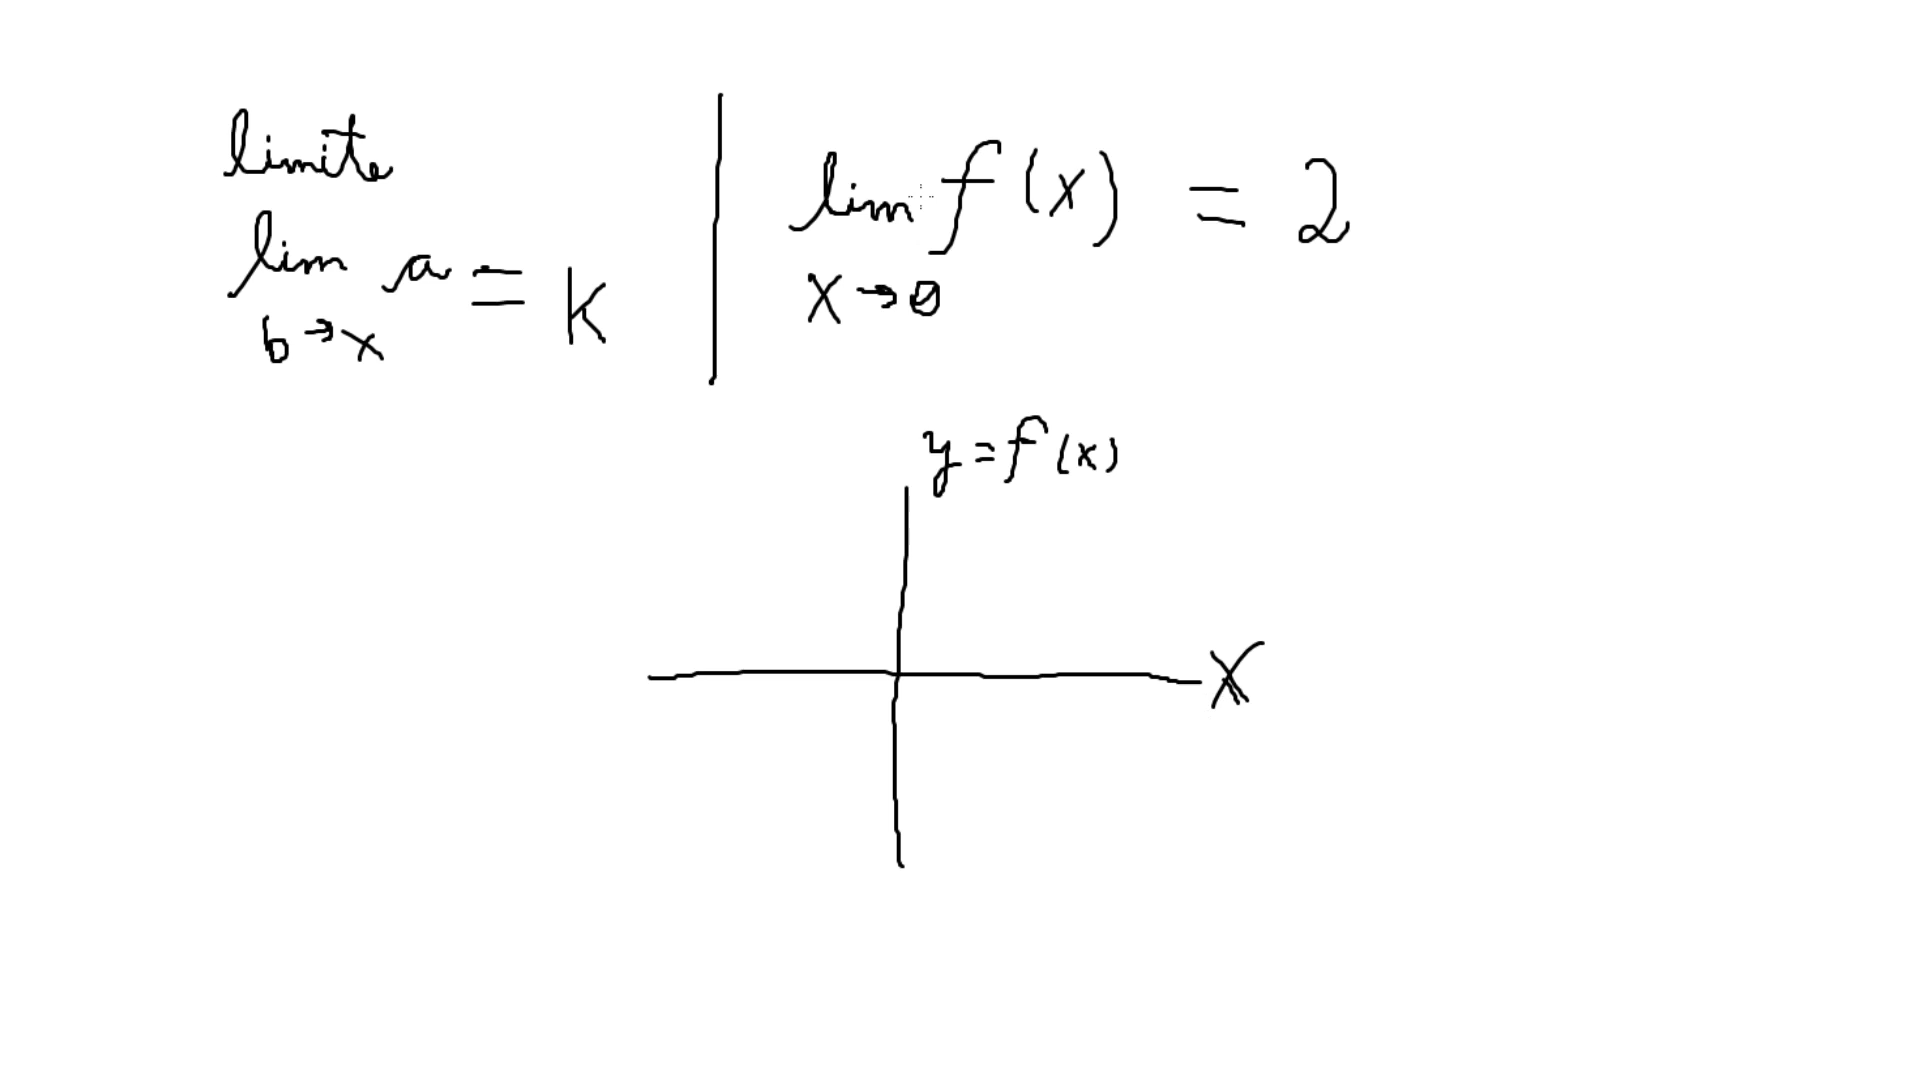 limite
lim a = K
b→x
lim f(x) = 2
x→0
y=f(x)
X